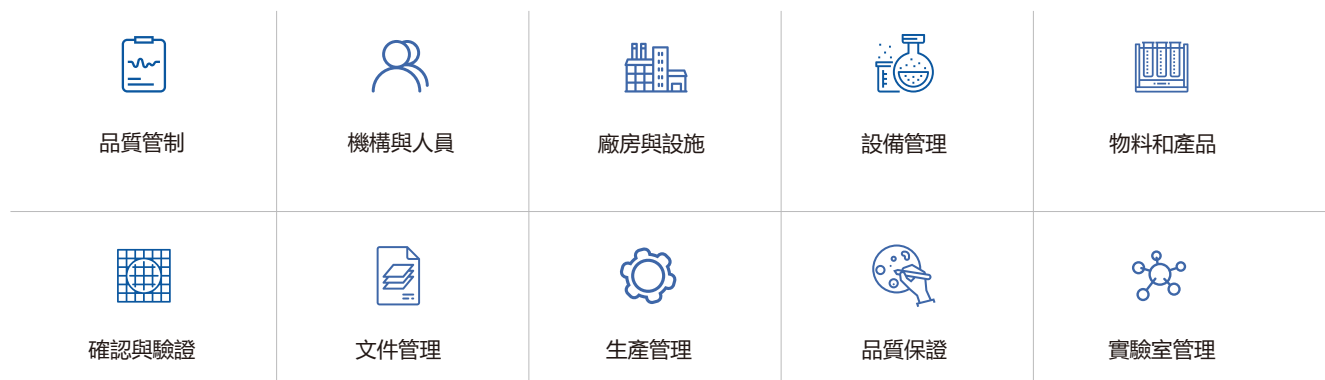 品質管制
機構與人員
廠房與設施
設備管理
物料和產品
確認與驗證
文件管理
生產管理
品質保證
實驗室管理